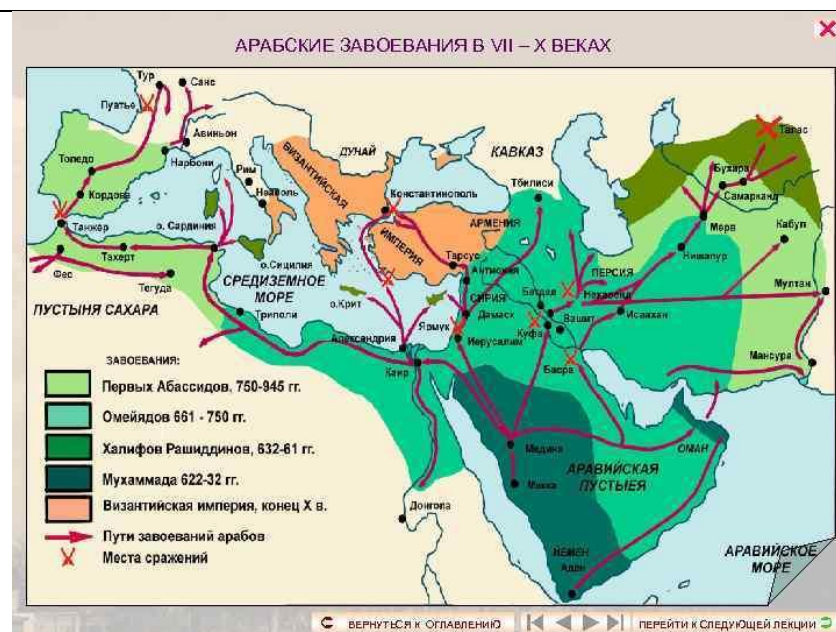 АРАБСКИЕ ЗАВОЕВАНИЯ В VII – X ВЕКАХ
Тур
Санс
Пуатье
Авиньон
Нарбонн
Толедо
Кордова
Танжер
Фес
Тахерт
Тегуда
ПУСТЫНЯ САХАРА
о. Сардиния
Рим
Неаполь
о.Сицилия
СРЕДИЗЕМНОЕ
МОРЕ
Триполи
ВИЗАНТИЙСКАЯ
ИМПЕРИЯ
ДУНАЙ
КАВКАЗ
Константинополь
Тбилиси
АРМЕНИЯ
Тарсус
Антиохия
СИРИЯ
Дамаск
о.Крит
Ярмук
Иерусалим
Александрия
Каир
Багдад
ПЕРСИЯ
Нехавенд
Вашит
Куфа
Басра
Исавхан
Талас
Бухара
Самарканд
Мерв
Нишапур
Кабул
Мултан
Мансура
Медина
Мекка
ОМАН
АРАВИЙСКАЯ
ПУСТЫЕЯ
ЙЕМЕН
Аден
Донгола
АРАВИЙСКОЕ
МОРЕ
ЗАВОЕВАНИЯ:
Первых Абассидов, 750-945 гг.
Омейядов 661 - 750 гг.
Халифов Рашиддинов, 632-61 гг.
Мухаммада 622-32 гг.
Византийская империя, конец X в.
Пути завоеваний арабов
Места сражений
ВЕРНУТЬСЯ К ОГЛАВЛЕНИЮ
ПЕРЕЙТИ К СЛЕДУЮЩЕЙ ЛЕКЦИИ